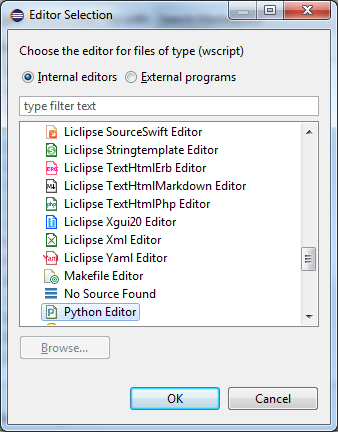 Editor Selection
Choose the editor for files of type (wscript)
Internal editors
External programs
type filter text
Liclipse SourceSwift Editor
Liclipse Stringtemplate Editor
Liclipse TextHtmlErb Editor
Liclipse TextHtmlMarkdown Editor
Liclipse TextHtmlPhp Editor
Liclipse Xgui20 Editor
Liclipse Xml Editor
Liclipse Yaml Editor
Makefile Editor
No Source Found
Python Editor
Browse...
OK
Cancel